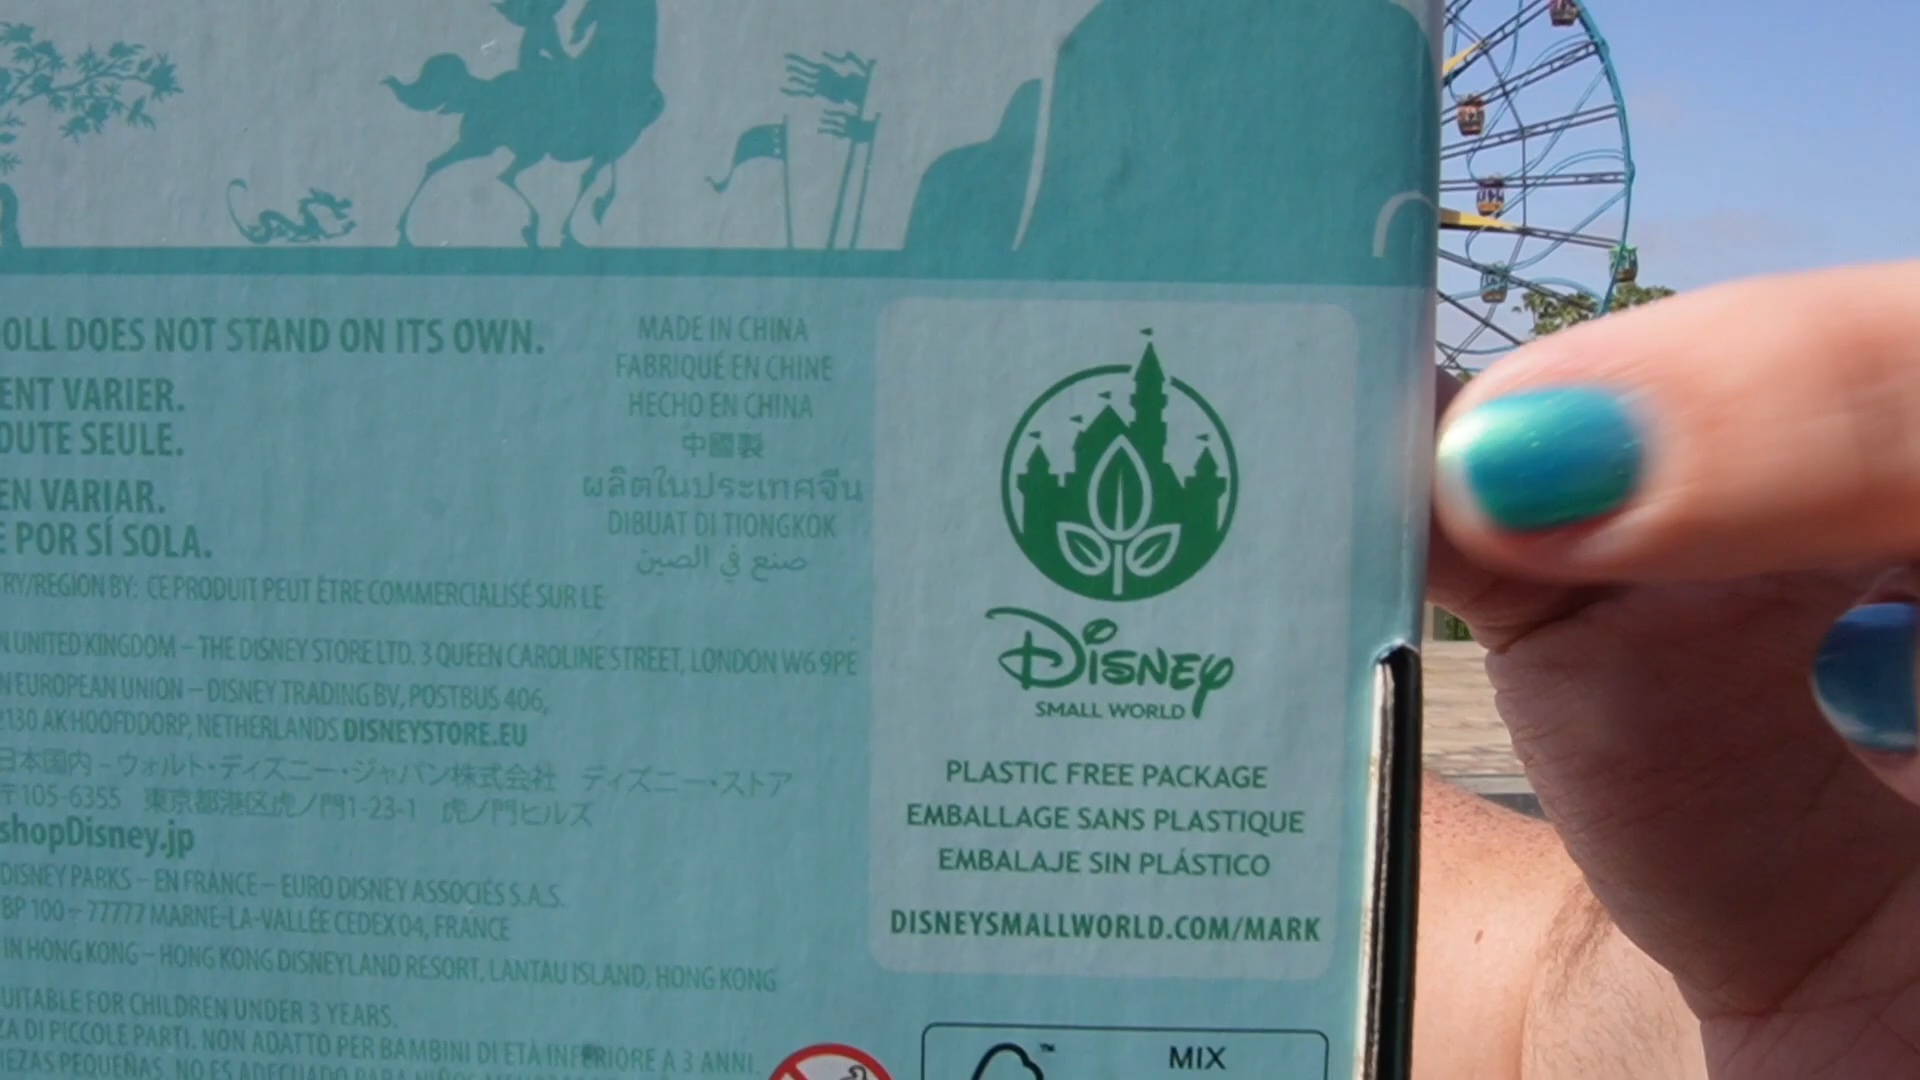 OLL DOES NOT STAND ON ITS OWN.
ENT VARIER.
OUTE SEULE.
EN VARIAR.
E POR SÍ SOLA.
MADE IN CHINA
FABRIQUÉ EN CHINE
HECHO EN CHINA
中國製
ผลิตในประเทศจีน
DIBUAT DI TIONGKOK
صنع في الصين
RY/REGION BY: CE PRODUIT PEUT ÊTRE COMMERCIALISÉ SUR LE
N UNITED KINGDOM – THE DISNEY STORE LTD. 3 QUEEN CAROLINE STREET, LONDON W6 9PE
N EUROPEAN UNION – DISNEY TRADING BV, POSTBUS 406,
2130 AK HOOFDDORP, NETHERLANDS DISNEYSTORE.EU
日本国内 – ウォルト・ディズニー・ジャパン株式会社 ディズニー・ストア
〒105-6355 東京都港区虎ノ門1-23-1 虎ノ門ヒルズ
shopDisney.jp
DISNEY PARKS – EN FRANCE – EURO DISNEY ASSOCIÉS S.A.S.
BP 100 – 77777 MARNE-LA-VALLÉE CEDEX 04, FRANCE
IN HONG KONG – HONG KONG DISNEYLAND RESORT, LANTAU ISLAND, HONG KONG
UITABLE FOR CHILDREN UNDER 3 YEARS.
ZA DI PICCOLE PARTI. NON ADATTO PER BAMBINI DI ETÀ INFERIORE A 3 ANNI.
IEZAS PEQUEÑAS. NO ES ADECUADO PARA NIÑOS
Disney
SMALL WORLD
PLASTIC FREE PACKAGE
EMBALLAGE SANS PLASTIQUE
EMBALAJE SIN PLÁSTICO
DISNEYSMALLWORLD.COM/MARK
™
MIX